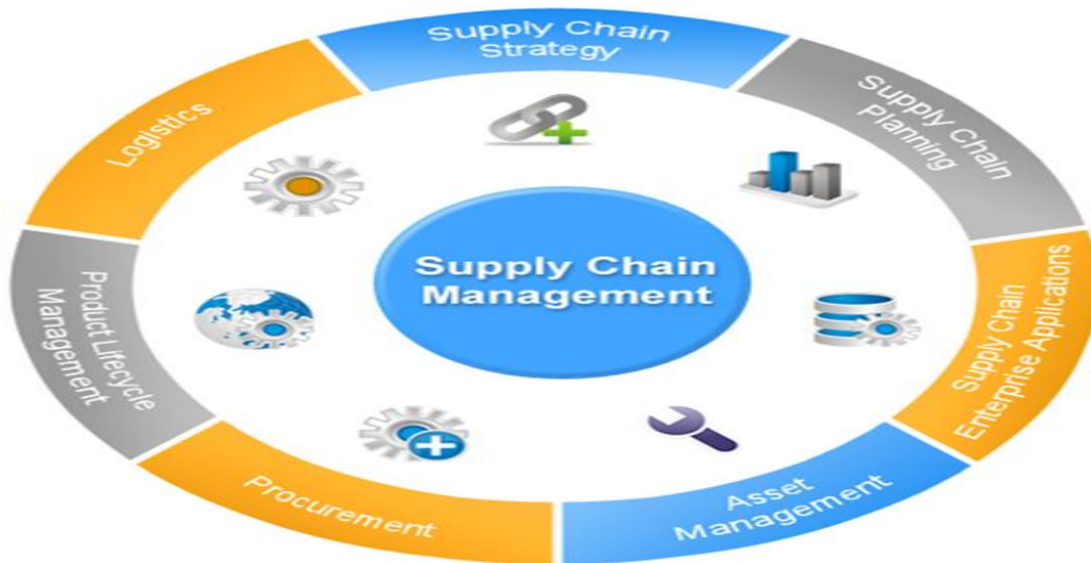 Supply Chain
Strategy
Supply Chain
Planning
Supply Chain
Enterprise Applications
Asset
Management
Procurement
Product Lifecycle
Management
Logistics
Supply Chain
Management